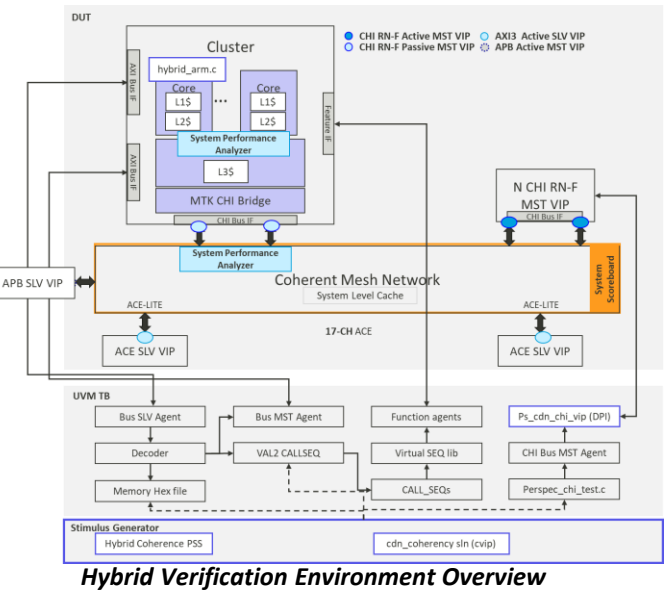 DUT
CHI RN-F Active MST VIP
AXI3 Active SLV VIP
CHI RN-F Passive MST VIP
APB Active MST VIP
Cluster
AXI Bus IF
hybrid_arm.c
Core
...
Core
L1$
L1$
L2$
L2$
System Performance
Analyzer
Feature IF
AXI Bus IF
L3$
MTK CHI Bridge
CHI Bus IF
N CHI RN-F
MST VIP
CHI Bus IF
System Performance
Analyzer
Coherent Mesh Network
System Level Cache
System
Scoreboard
APB SLV VIP
ACE-LITE
ACE-LITE
17-CH ACE
ACE SLV VIP
ACE SLV VIP
UVM TB
Bus SLV Agent
Bus MST Agent
Function agents
Ps_cdn_chi_vip (DPI)
Decoder
VAL2 CALLSEQ
Virtual SEQ lib
CHI Bus MST Agent
Memory Hex file
CALL_SEQs
Perspec_chi_test.c
Stimulus Generator
Hybrid Coherence PSS
cdn_coherency sln (cvip)
Hybrid Verification Environment Overview